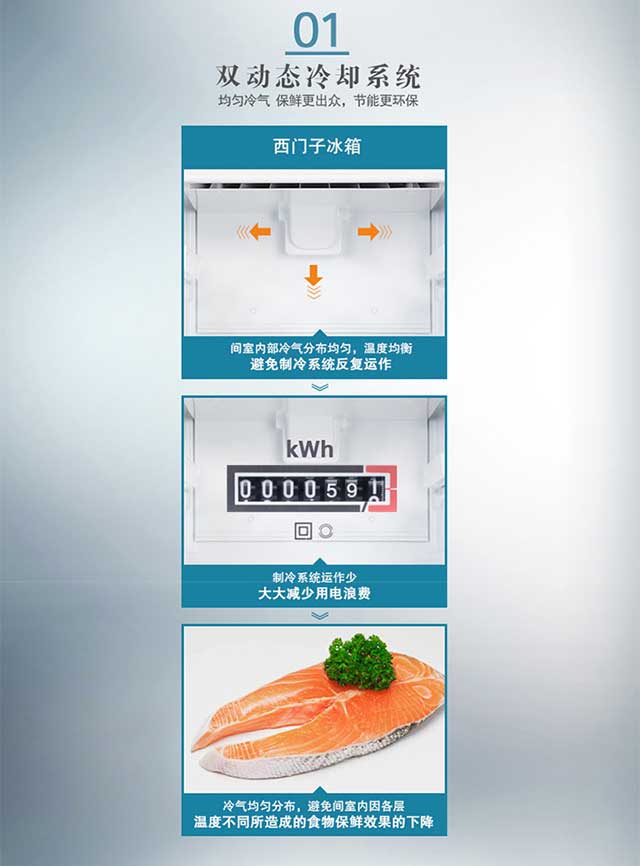 01
双动态冷却系统
均匀冷气 保鲜更出众，节能更环保
西门子冰箱
间室内部冷气分布均匀，温度均衡
避免制冷系统反复运作
kWh
0000591
制冷系统运作少
大大减少用电浪费
冷气均匀分布，避免间室内因各层
温度不同所造成的食物保鲜效果的下降